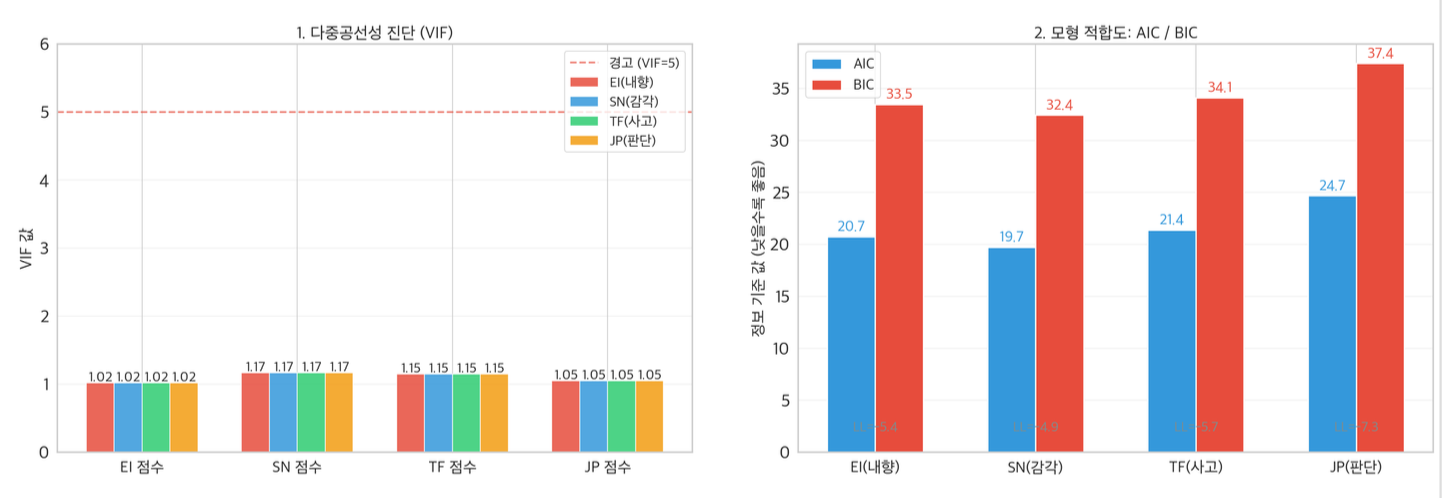 1. 다중공선성 진단 (VIF)
6
5
4
3
2
1
0
VIF 값
경고 (VIF=5)
EI(내향)
SN(감각)
TF(사고)
JP(판단)
1.02 1.02 1.02 1.02
1.17 1.17 1.17 1.17
1.15 1.15 1.15 1.15
1.05 1.05 1.05 1.05
EI 점수
SN 점수
TF 점수
JP 점수
2. 모형 적합도: AIC / BIC
35
30
25
20
15
10
5
0
정보 기준 값 (낮을수록 좋음)
AIC
BIC
20.7
33.5
19.7
32.4
21.4
34.1
24.7
37.4
EI(내향)
SN(감각)
TF(사고)
JP(판단)